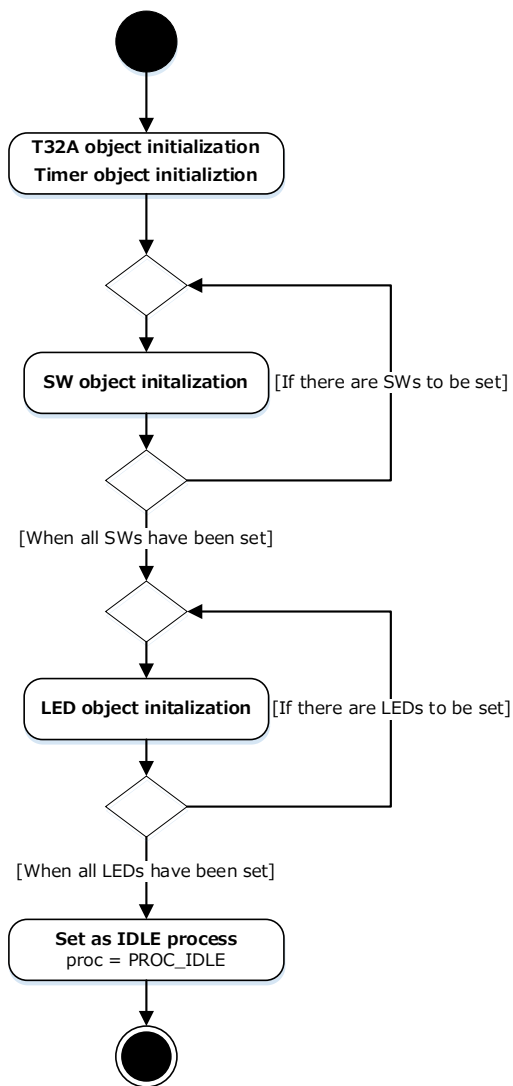 T32A object initialization
Timer object initializtion
SW object initalization
[If there are SWs to be set]
[When all SWs have been set]
LED object initalization
[If there are LEDs to be set]
[When all LEDs have been set]
Set as IDLE process
proc = PROC_IDLE